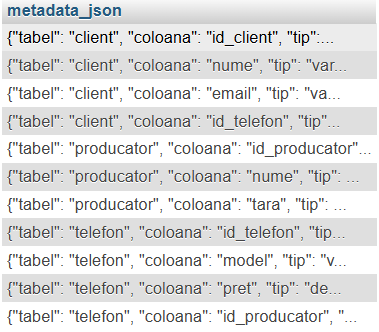 metadata_json
{"tabel": "client", "coloana": "id_client", "tip":...
{"tabel": "client", "coloana": "nume", "tip": "var...
{"tabel": "client", "coloana": "email", "tip": "va...
{"tabel": "client", "coloana": "id_telefon", "tip"...
{"tabel": "producator", "coloana": "id_producator"...
{"tabel": "producator", "coloana": "nume", "tip": ...
{"tabel": "producator", "coloana": "tara", "tip": ...
{"tabel": "telefon", "coloana": "id_telefon", "tip...
{"tabel": "telefon", "coloana": "model", "tip": "v...
{"tabel": "telefon", "coloana": "pret", "tip": "de...
{"tabel": "telefon", "coloana": "id_producator", "...